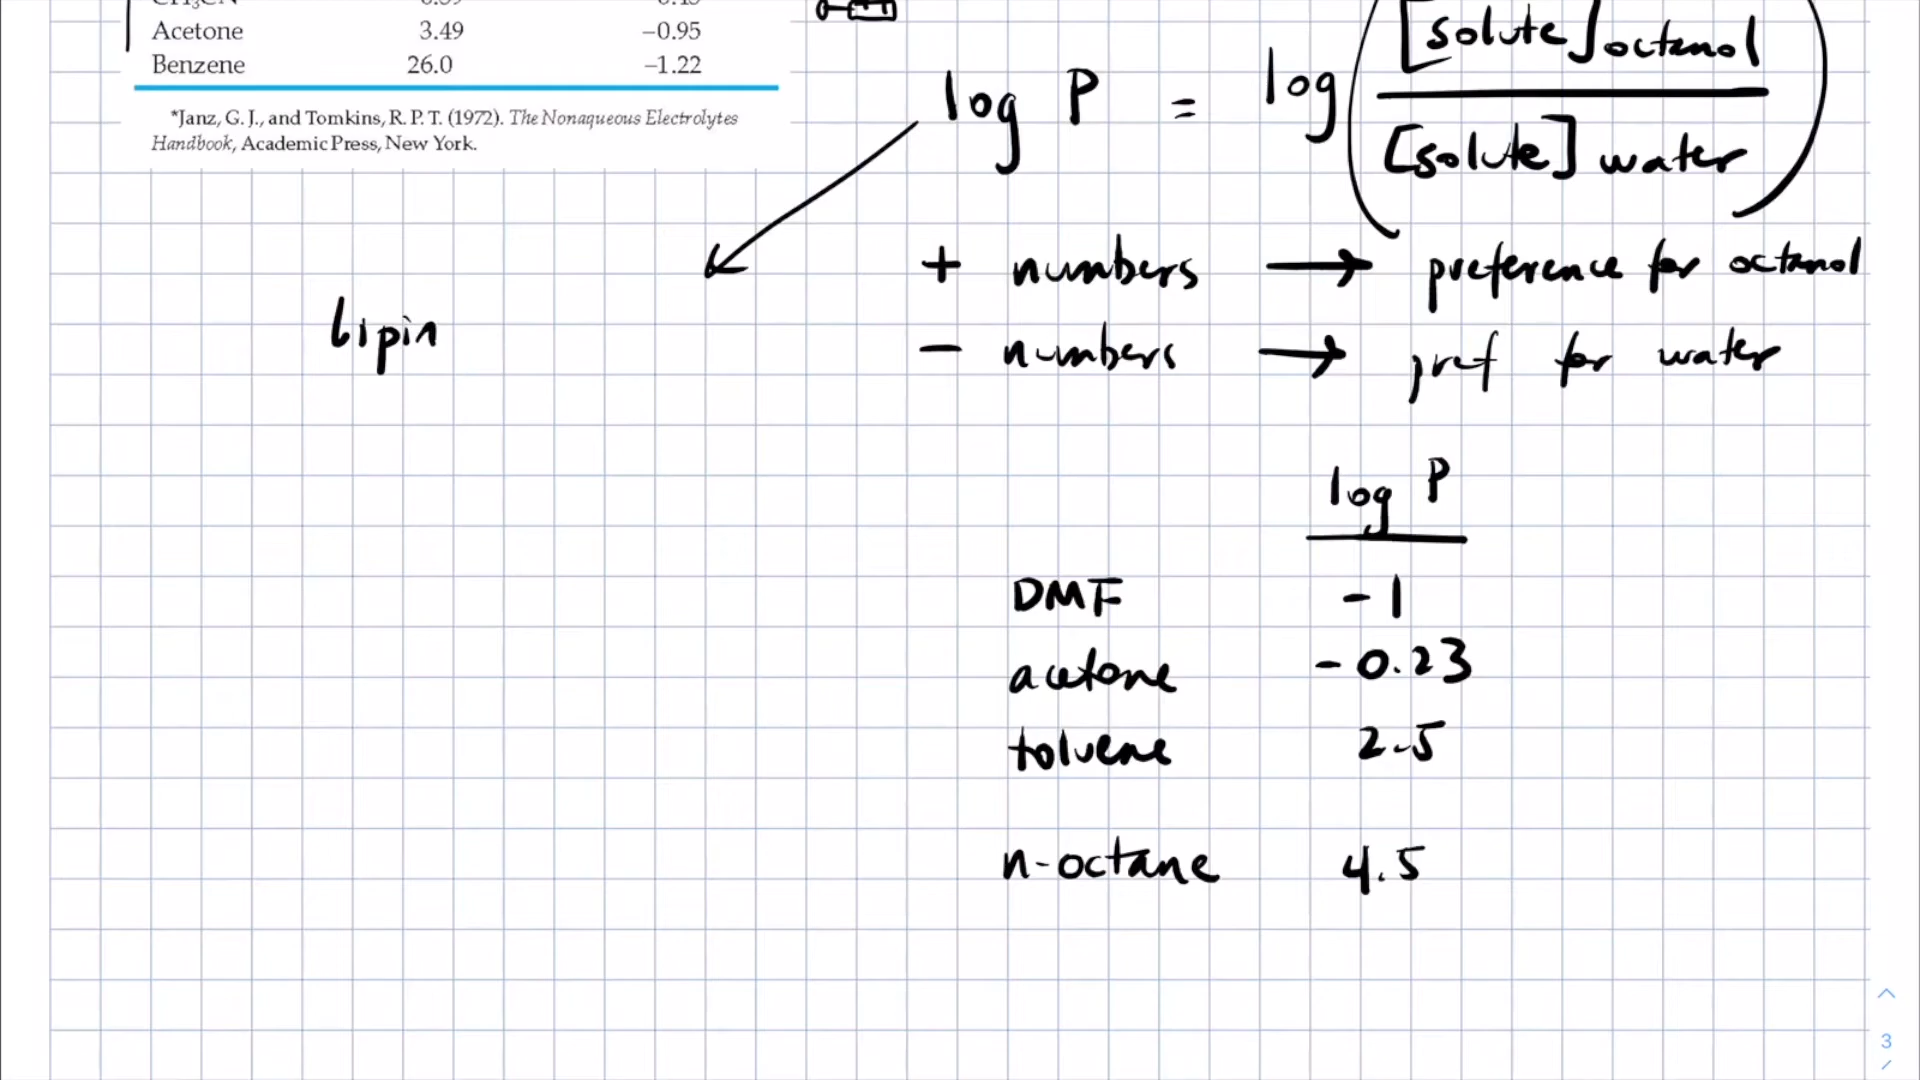 Acetone 3.49 −0.95
Benzene 26.0 −1.22
*Janz, G. J., and Tomkins, R. P. T. (1972). The Nonaqueous Electrolytes
Handbook, Academic Press, New York.
log P = log ( [solute]octanol / [solute] water )
+ numbers → preference for octanol
− numbers → pref for water
lipin
log P
DMF - 1
acetone - 0.23
toluene 2.5
n-octane 4.5
3